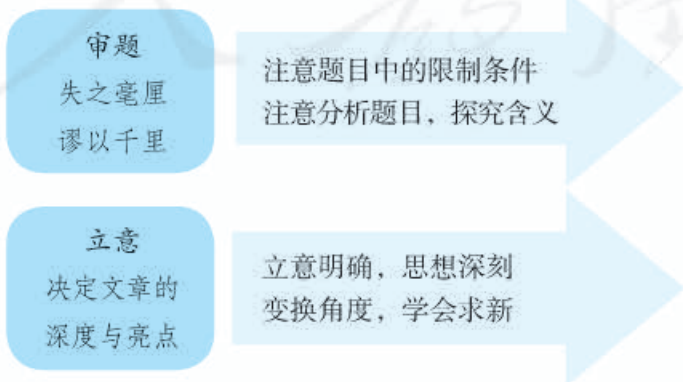 审题
失之毫厘
谬以千里
注意题目中的限制条件
注意分析题目，探究含义
立意
决定文章的
深度与亮点
立意明确，思想深刻
变换角度，学会求新